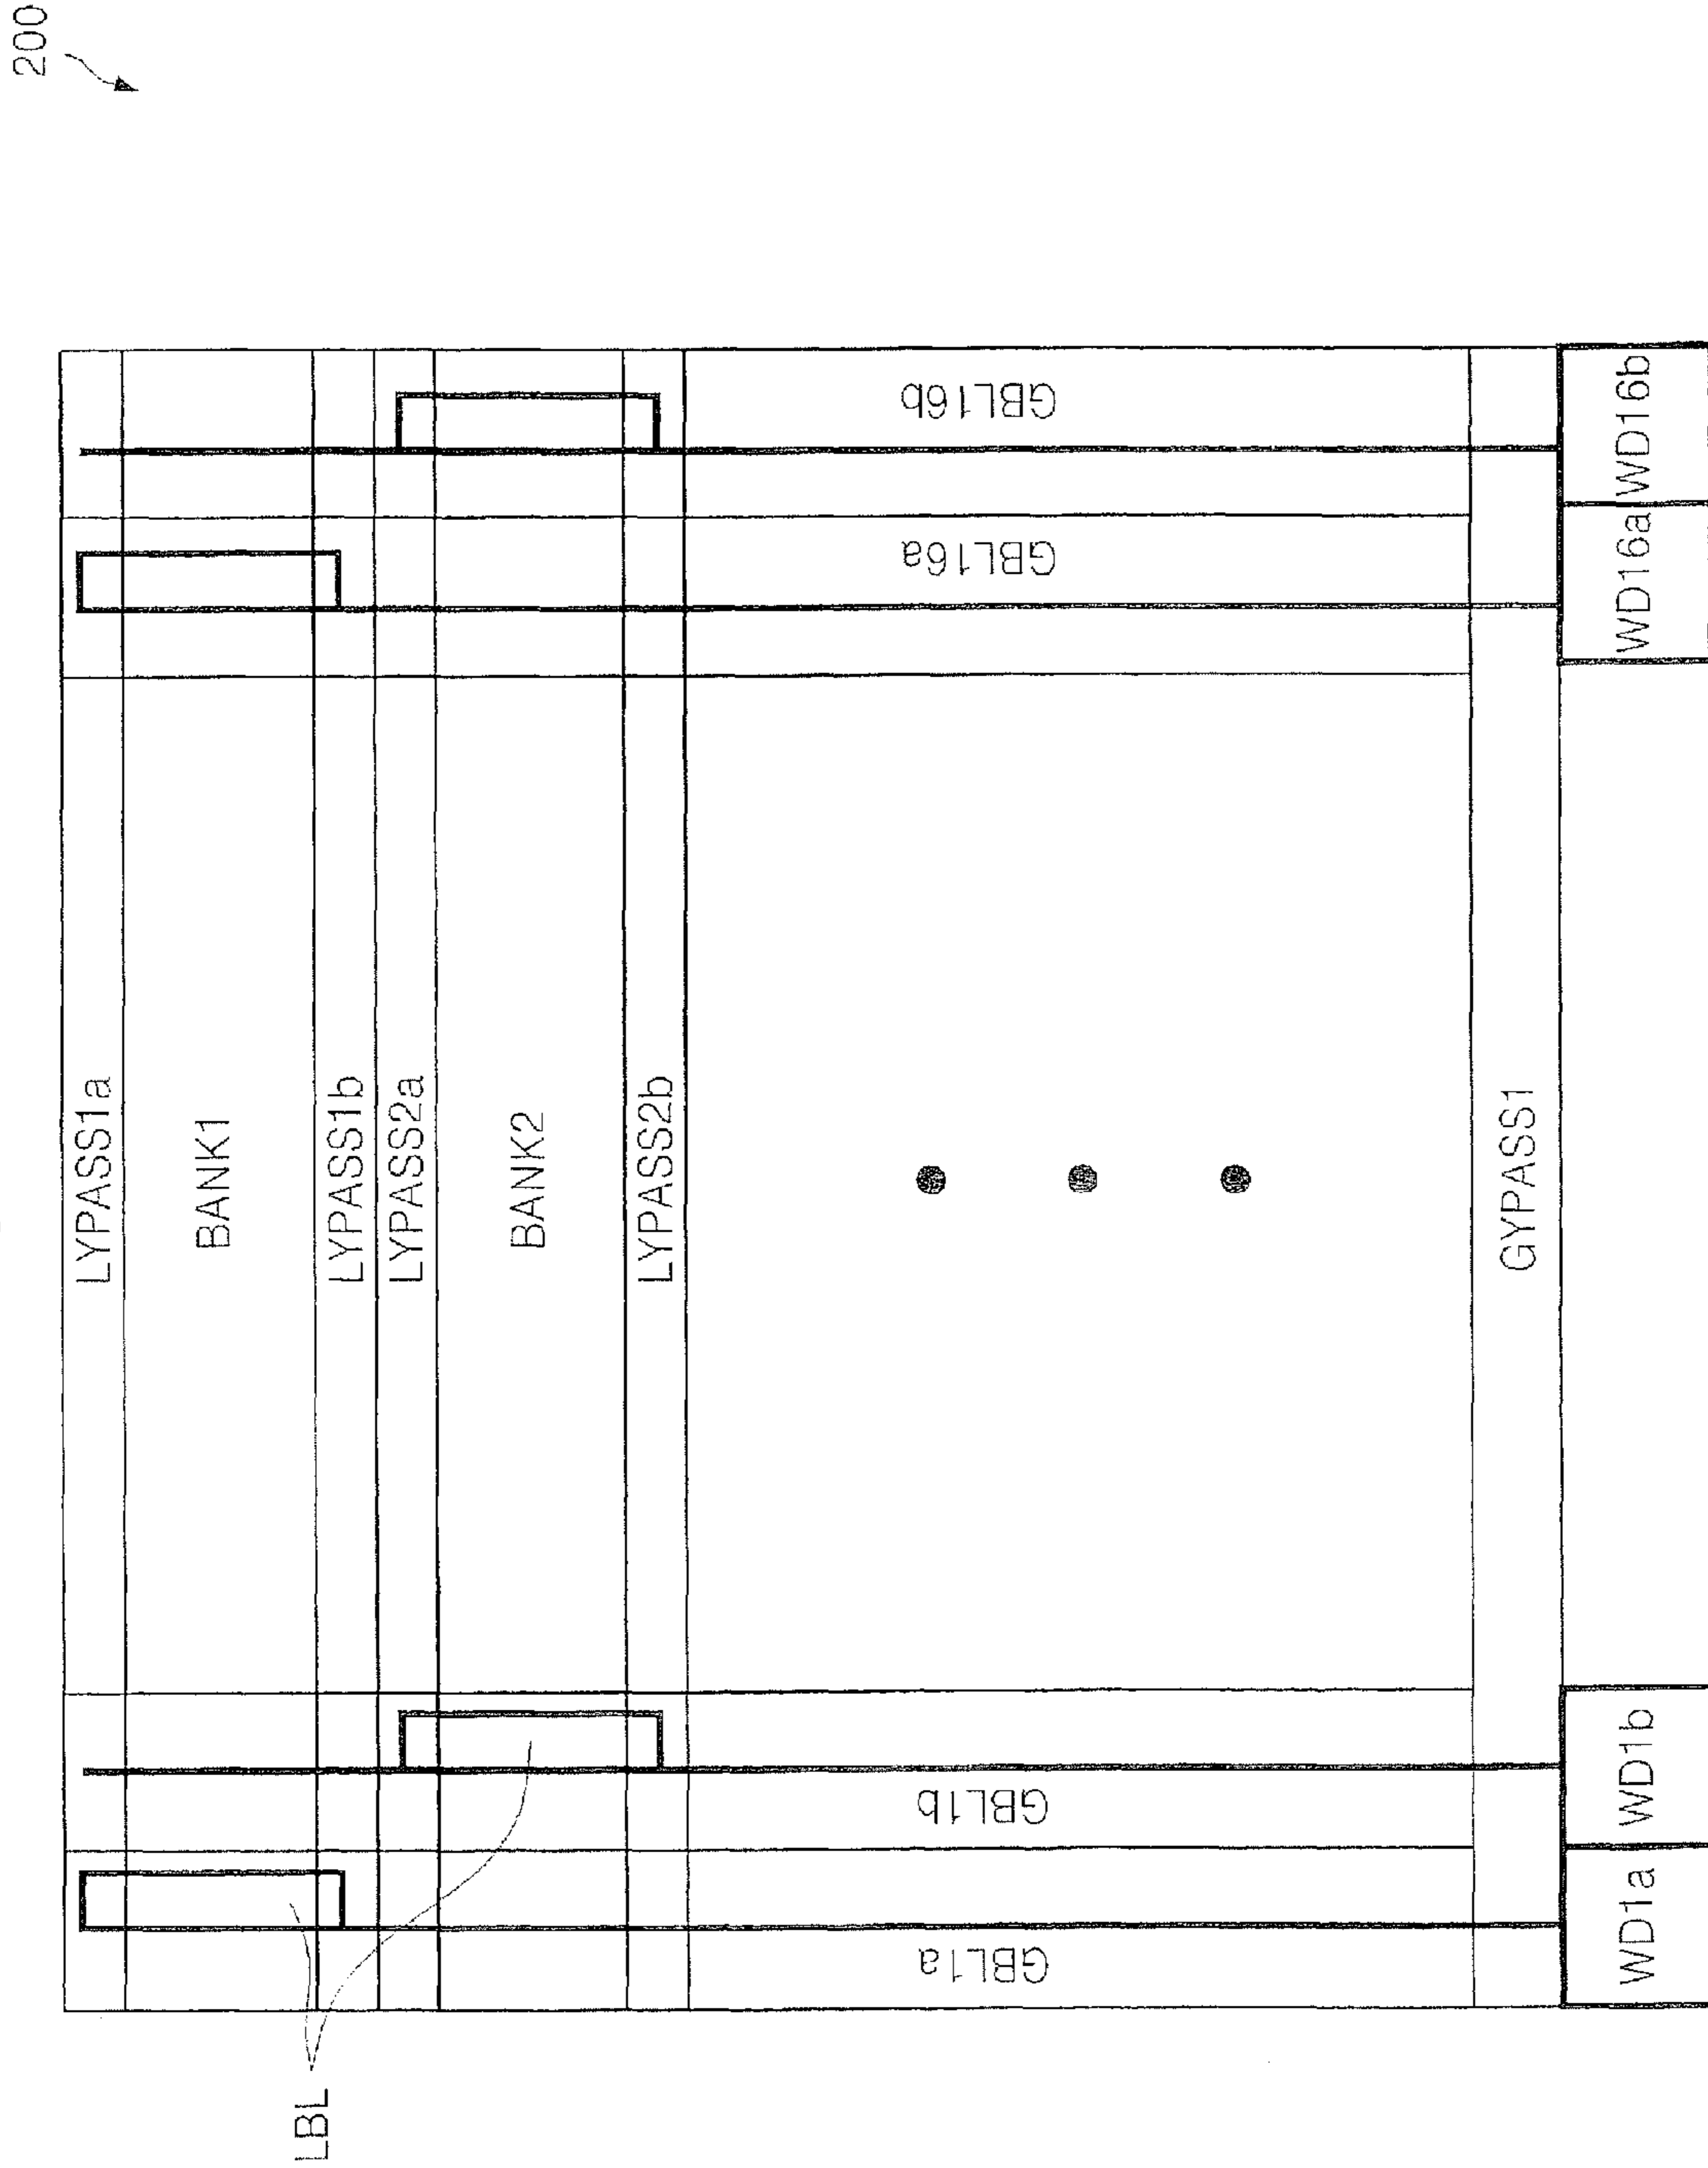 200
LYPASS1a
BANK1
LYPASS1b
LYPASS2a
BANK2
LYPASS2b
GYPASS1
GBL1a
GBL1b
GBL16a
GBL16b
WD1a
WD1b
WD16a
WD16b
LBL